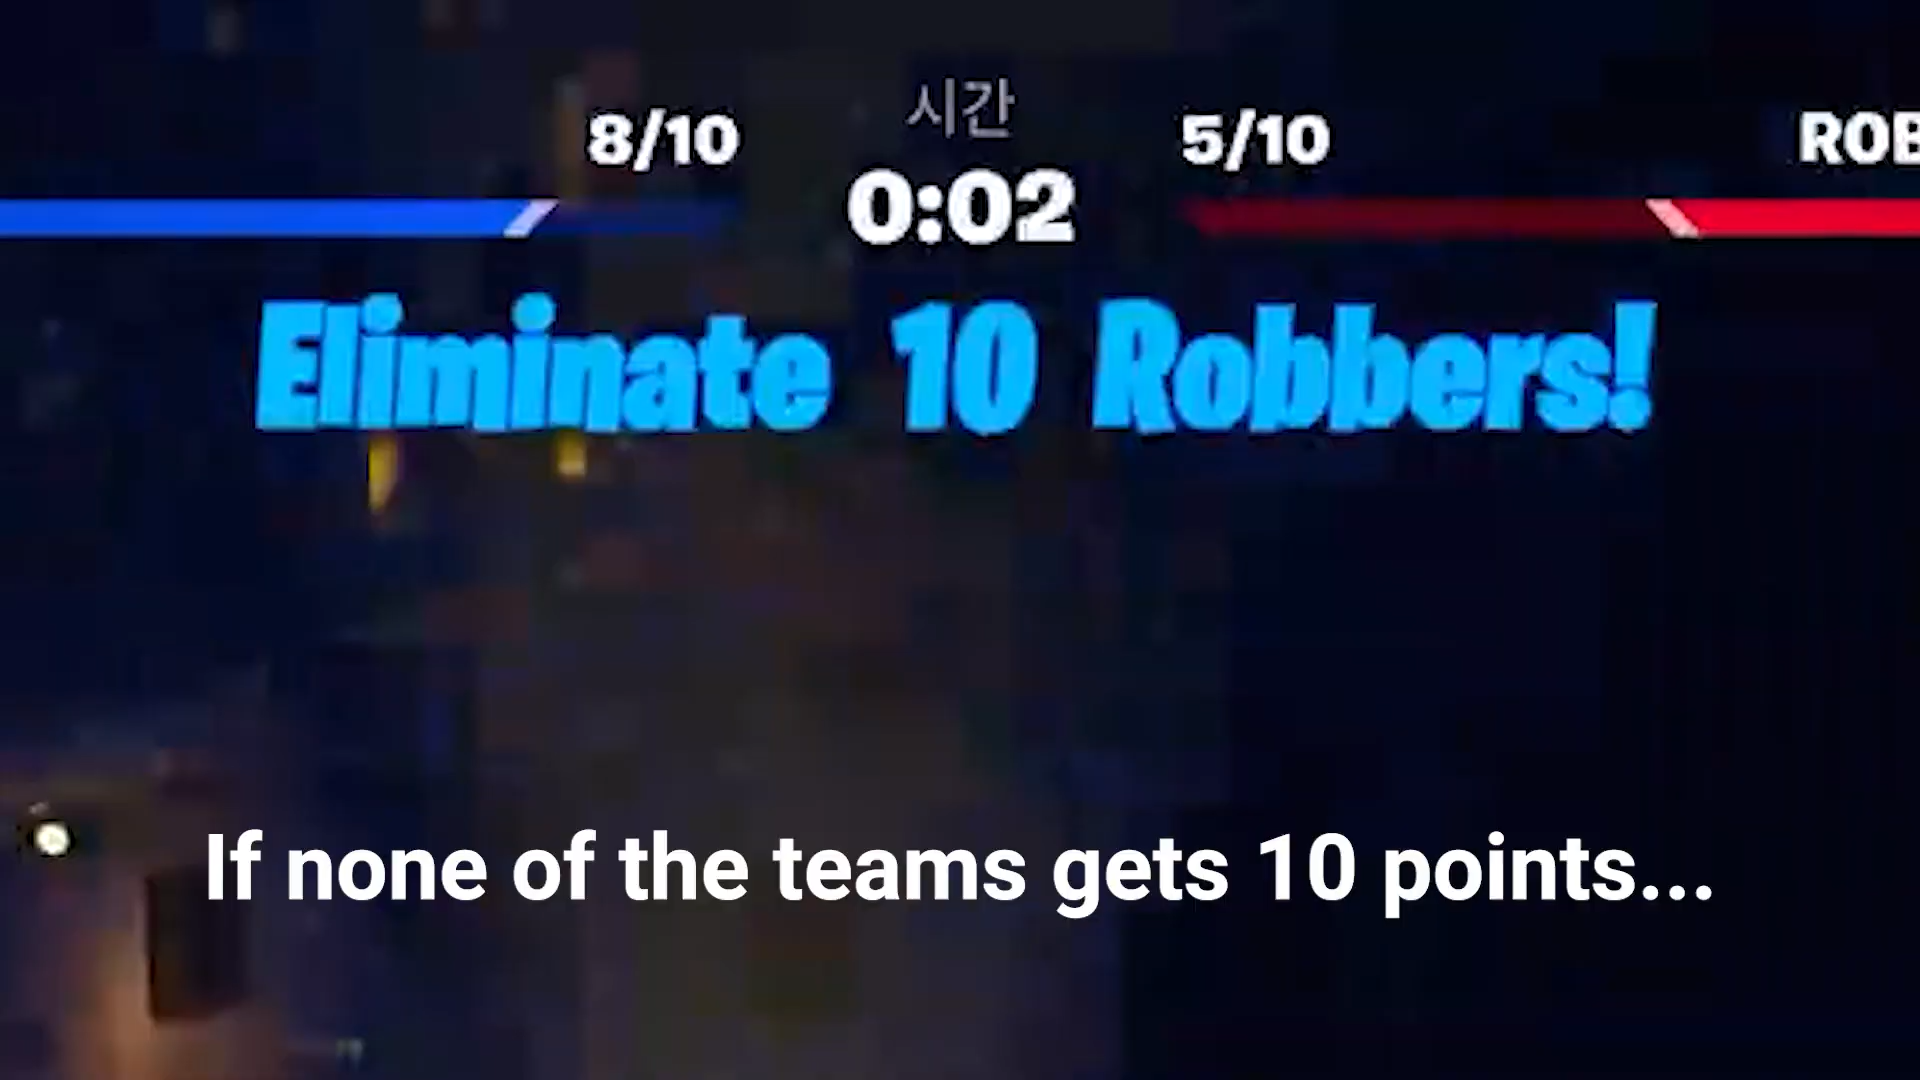 시간
8/10 0:02 5/10 ROB
Eliminate 10 Robbers!
If none of the teams gets 10 points...